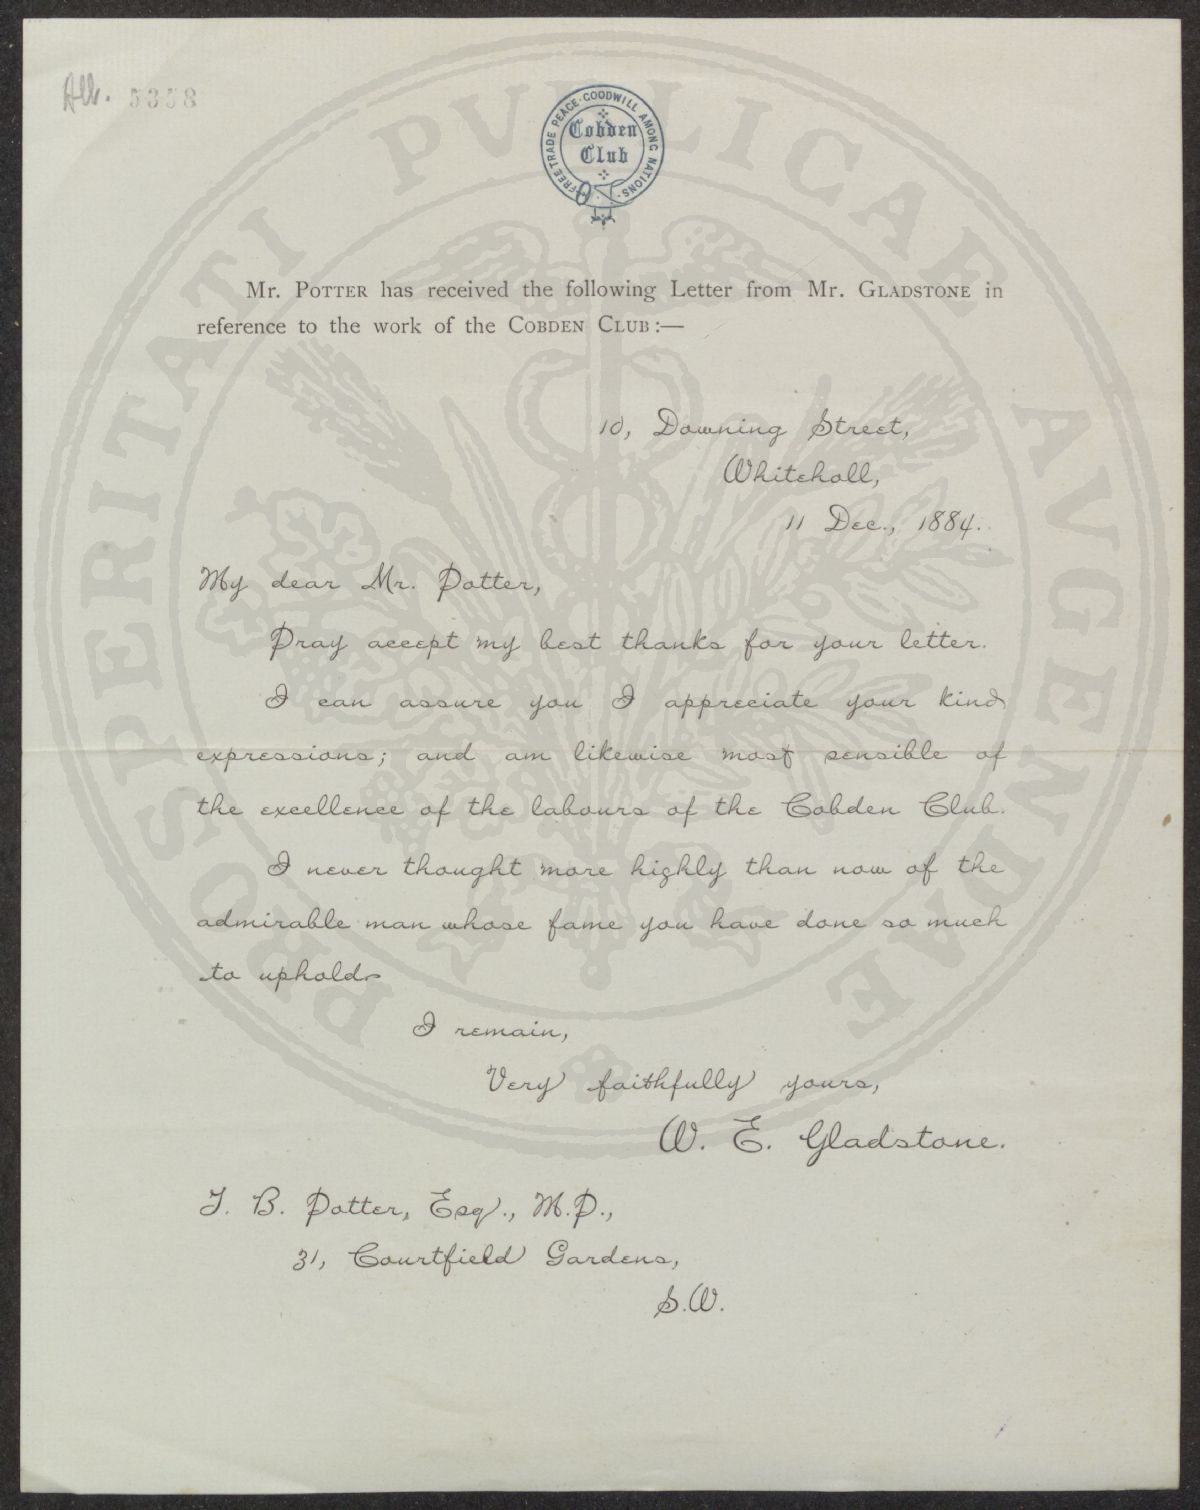 All. 5358
FREE TRADE · PEACE · GOODWILL AMONG NATIONS ·
Cobden
Club
PROSPERITATI PVBLICAE AVGENDAE
Mr. POTTER has received the following Letter from Mr. GLADSTONE in
reference to the work of the COBDEN CLUB :—
10, Downing Street,
Whitehall,
11 Dec., 1884.
My dear Mr. Potter,
Pray accept my best thanks for your letter.
I can assure you I appreciate your kind
expressions; and am likewise most sensible of
the excellence of the labours of the Cobden Club.
I never thought more highly than now of the
admirable man whose fame you have done so much
to uphold.
I remain,
Very faithfully yours,
W. E. Gladstone.
T. B. Potter, Esq., M.P.,
31, Courtfield Gardens,
S.W.